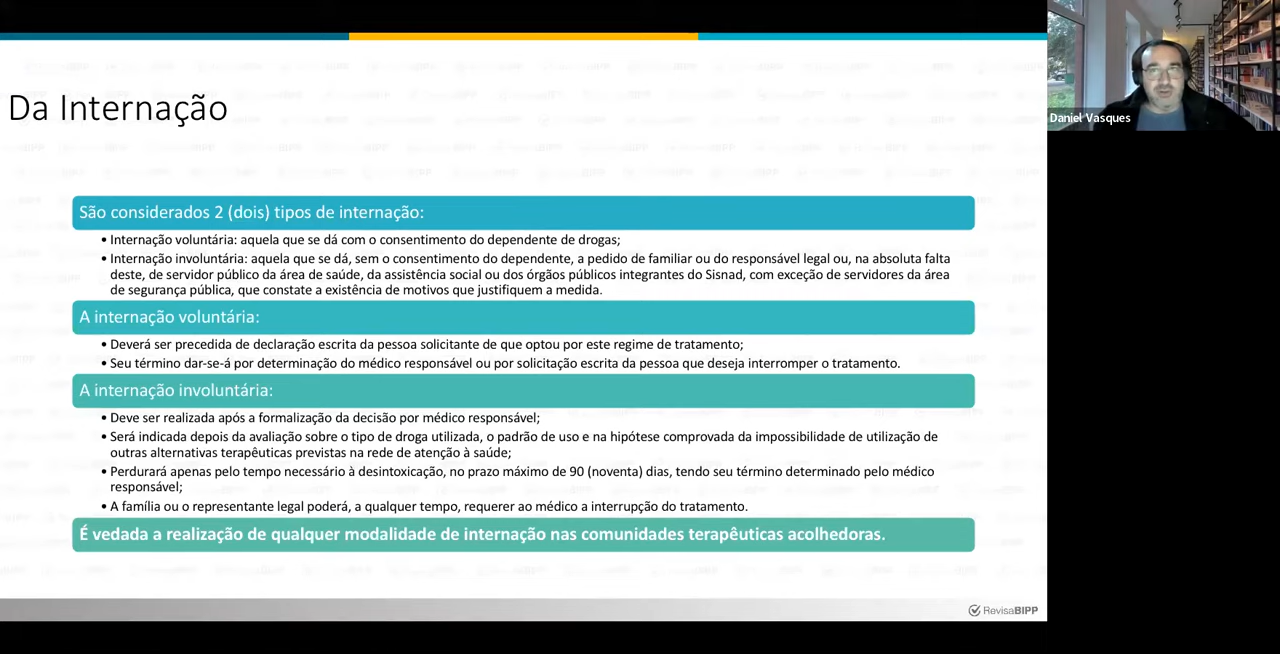 Da Internação
Daniel Vasques
São considerados 2 (dois) tipos de internação:
• Internação voluntária: aquela que se dá com o consentimento do dependente de drogas;
• Internação involuntária: aquela que se dá, sem o consentimento do dependente, a pedido de familiar ou do responsável legal ou, na absoluta falta
deste, de servidor público da área de saúde, da assistência social ou dos órgãos públicos integrantes do Sisnad, com exceção de servidores da área
de segurança pública, que constate a existência de motivos que justifiquem a medida.
A internação voluntária:
• Deverá ser precedida de declaração escrita da pessoa solicitante de que optou por este regime de tratamento;
• Seu término dar-se-á por determinação do médico responsável ou por solicitação escrita da pessoa que deseja interromper o tratamento.
A internação involuntária:
• Deve ser realizada após a formalização da decisão por médico responsável;
• Será indicada depois da avaliação sobre o tipo de droga utilizada, o padrão de uso e na hipótese comprovada da impossibilidade de utilização de
outras alternativas terapêuticas previstas na rede de atenção à saúde;
• Perdurará apenas pelo tempo necessário à desintoxicação, no prazo máximo de 90 (noventa) dias, tendo seu término determinado pelo médico
responsável;
• A família ou o representante legal poderá, a qualquer tempo, requerer ao médico a interrupção do tratamento.
É vedada a realização de qualquer modalidade de internação nas comunidades terapêuticas acolhedoras.
RevisaBIPP